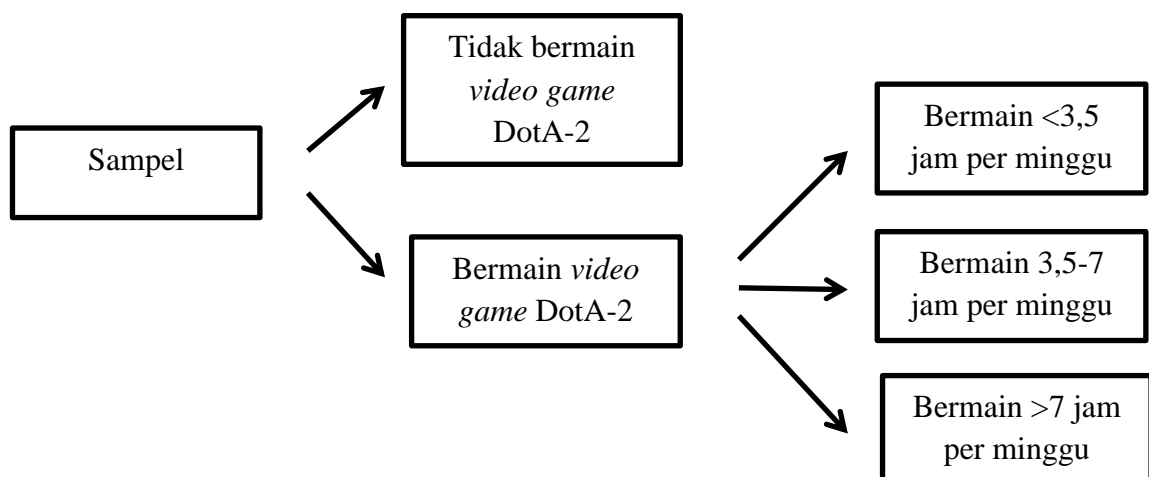 Sampel
Tidak bermain
video game
DotA-2
Bermain video
game DotA-2
Bermain <3,5
jam per minggu
Bermain 3,5-7
jam per minggu
Bermain >7 jam
per minggu